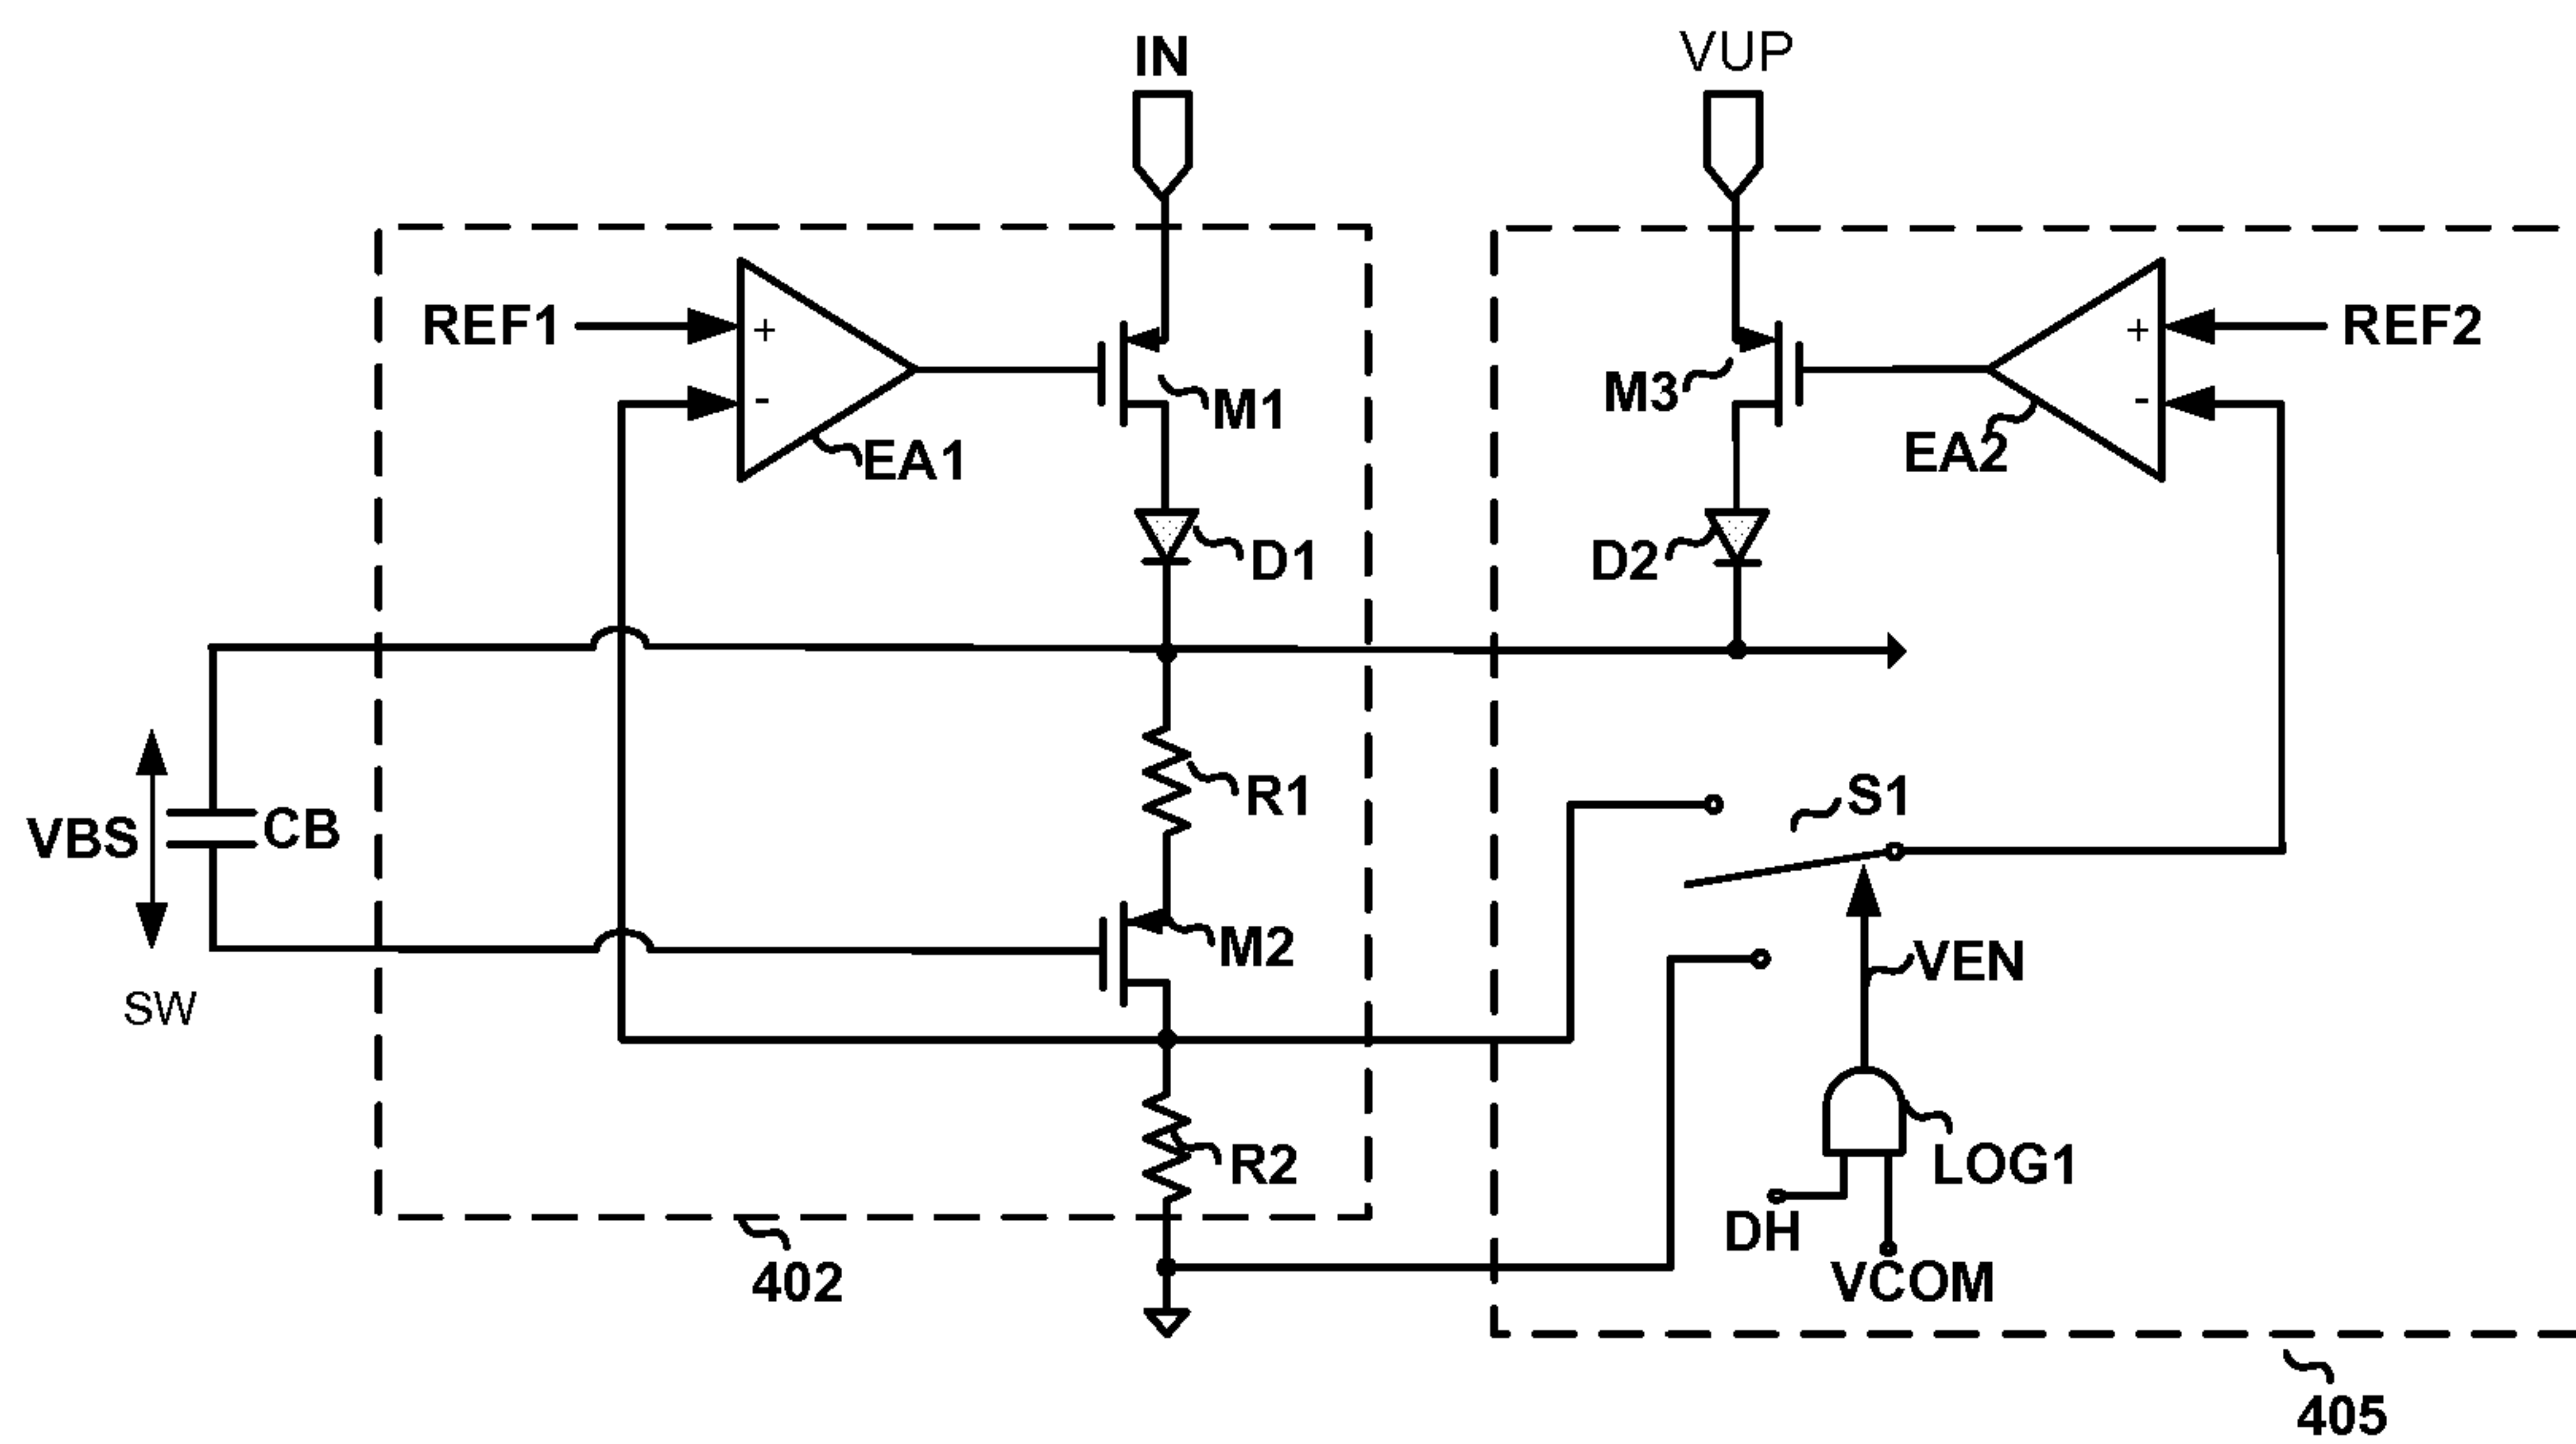 IN
VUP
REF1
+
-
EA1
M1
M3
EA2
+
-
REF2
D1
D2
VBS
CB
SW
R1
M2
R2
S1
VEN
LOG1
DH
VCOM
402
405